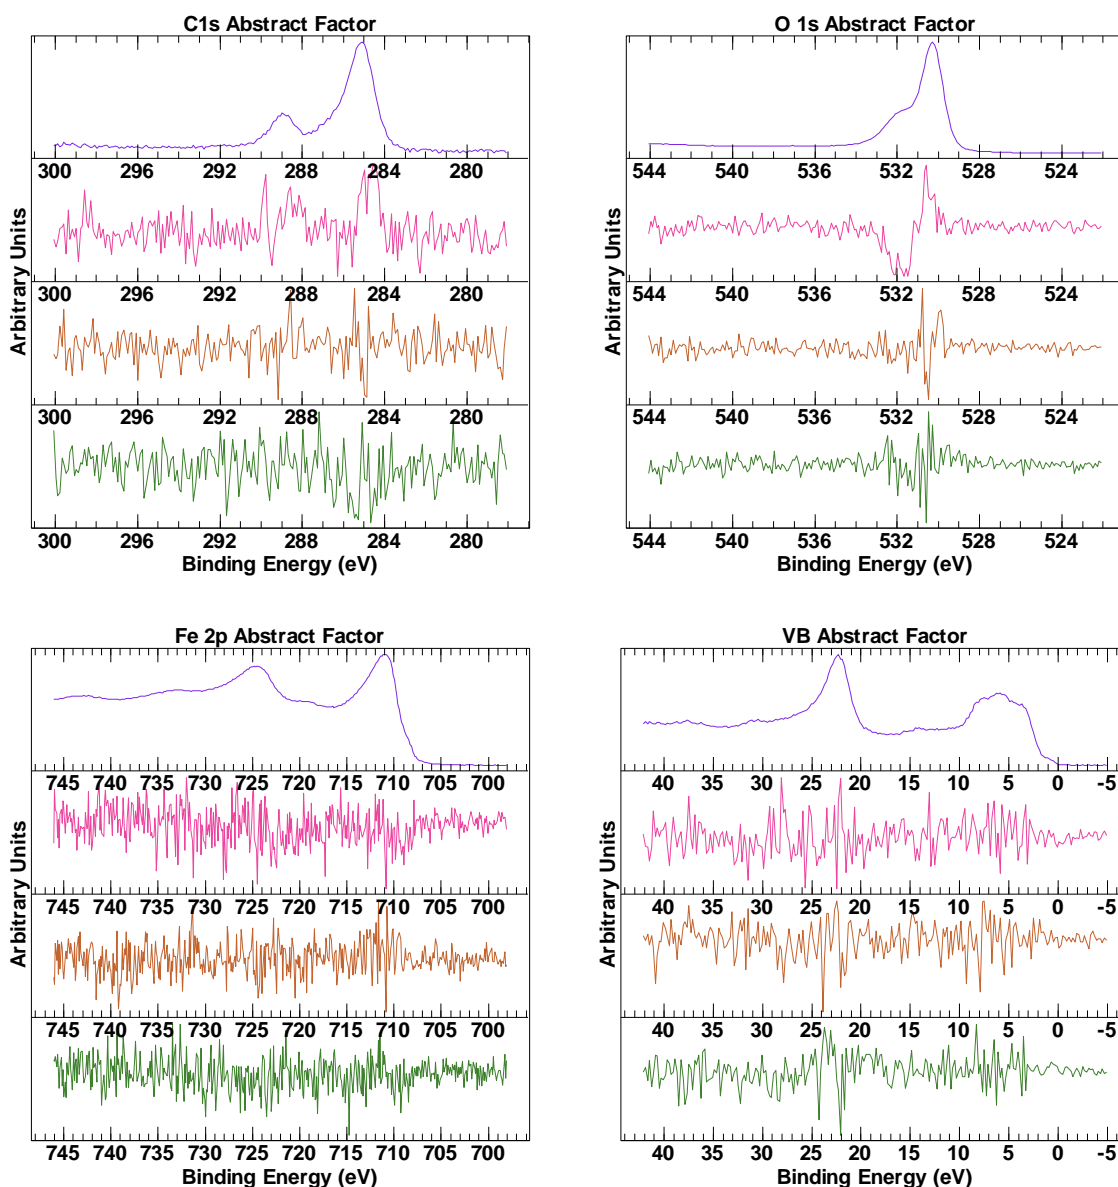 C1s Abstract Factor
300 296 292 288 284 280
300 296 292 288 284 280
300 296 292 288 284 280
300 296 292 288 284 280
Arbitrary Units
Binding Energy (eV)
O 1s Abstract Factor
544 540 536 532 528 524
544 540 536 532 528 524
544 540 536 532 528 524
544 540 536 532 528 524
Arbitrary Units
Binding Energy (eV)
Fe 2p Abstract Factor
745 740 735 730 725 720 715 710 705 700
745 740 735 730 725 720 715 710 705 700
745 740 735 730 725 720 715 710 705 700
745 740 735 730 725 720 715 710 705 700
Arbitrary Units
Binding Energy (eV)
VB Abstract Factor
40 35 30 25 20 15 10 5 0 -5
40 35 30 25 20 15 10 5 0 -5
40 35 30 25 20 15 10 5 0 -5
40 35 30 25 20 15 10 5 0 -5
Arbitrary Units
Binding Energy (eV)